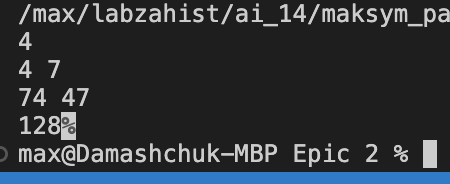 /max/labzahist/ai_14/maksym_pa
4
4 7
74 47
128%
max@Damashchuk-MBP Epic 2 %